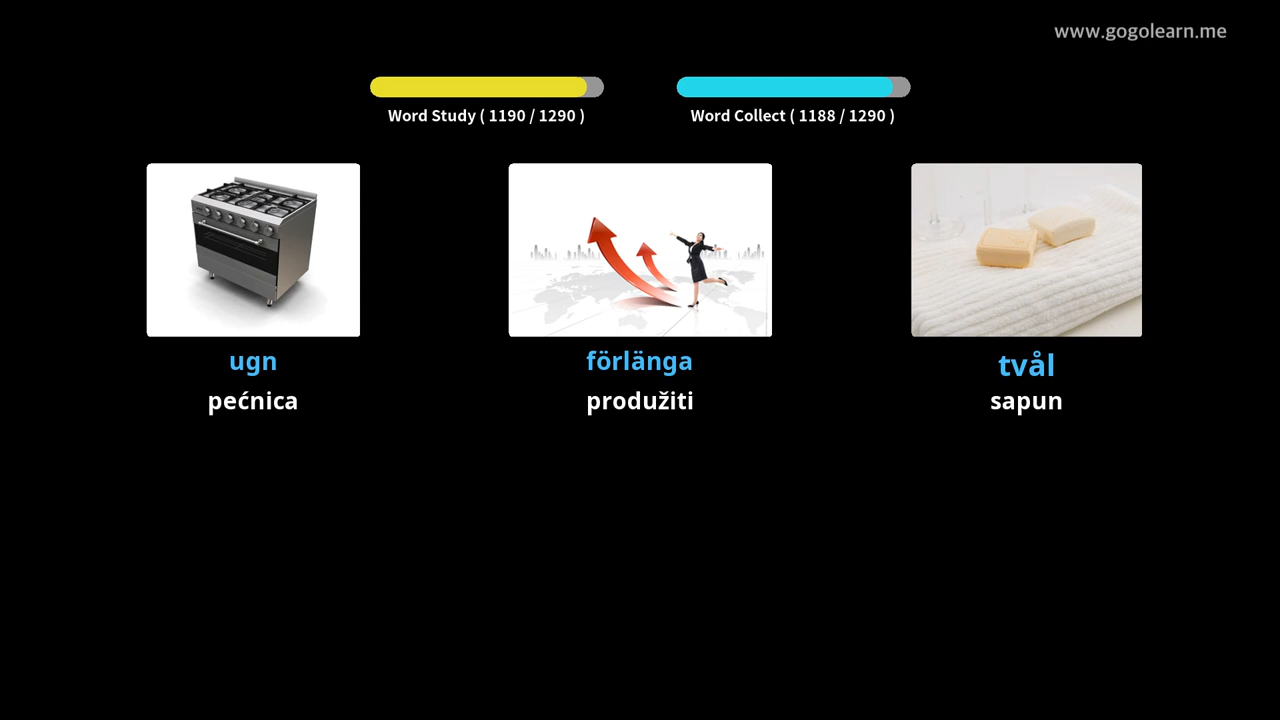 www.gogolearn.me
Word Study ( 1190 / 1290 )
Word Collect ( 1188 / 1290 )
ugn
förlänga
tvål
pećnica
produžiti
sapun